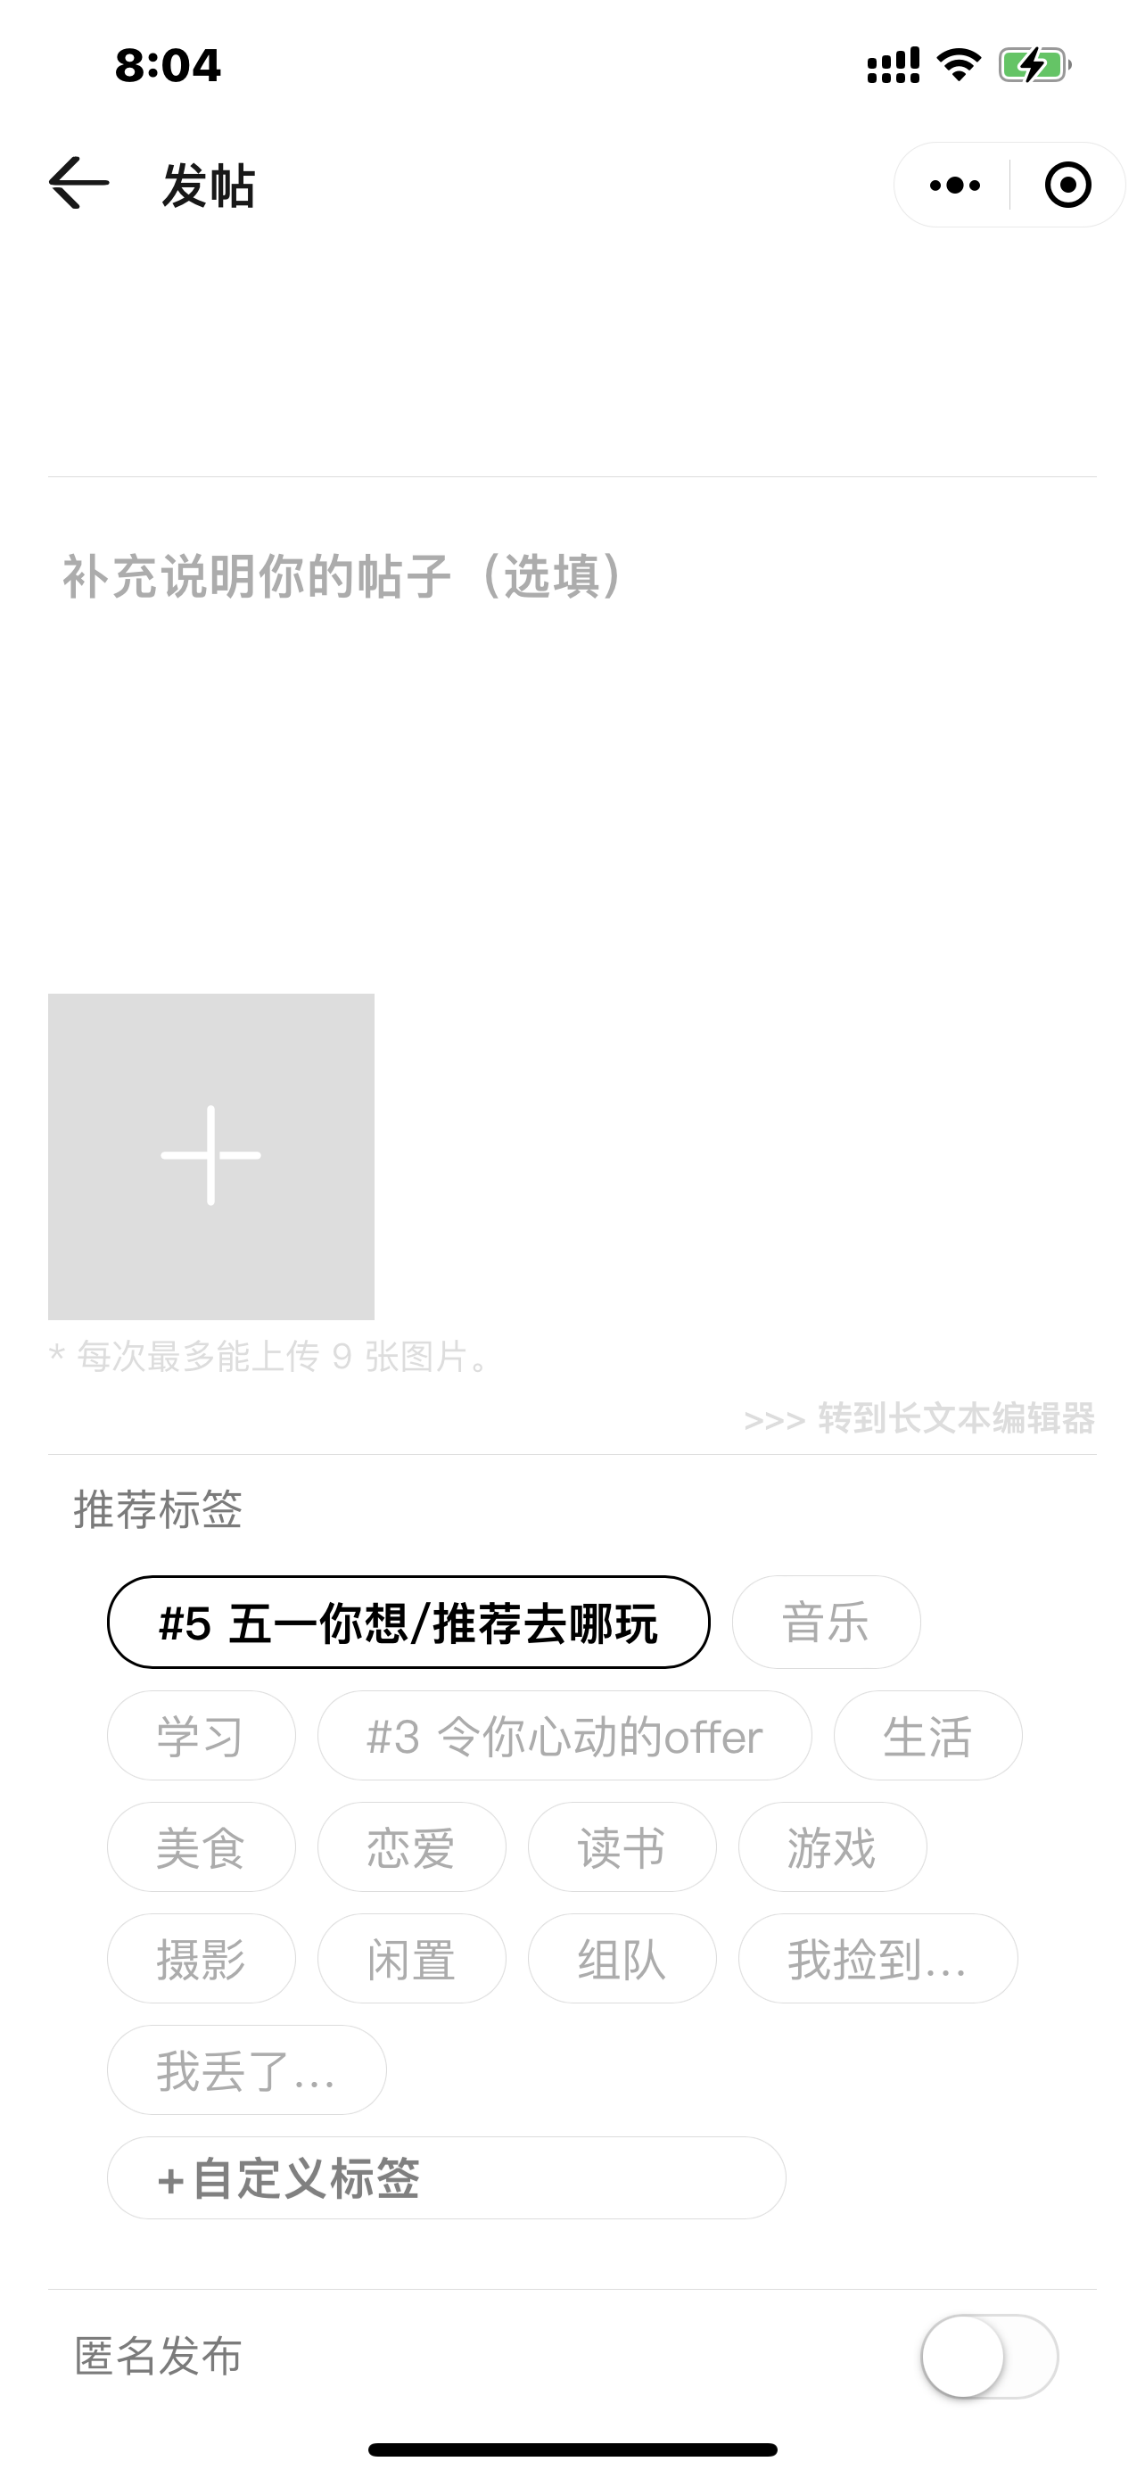 8:04
发帖
补充说明你的帖子（选填）
* 每次最多能上传 9 张图片。
>>> 转到长文本编辑器
推荐标签
#5 五一你想/推荐去哪玩 音乐
学习 #3 令你心动的offer 生活
美食 恋爱 读书 游戏
摄影 闲置 组队 我捡到...
我丢了...
+自定义标签
匿名发布